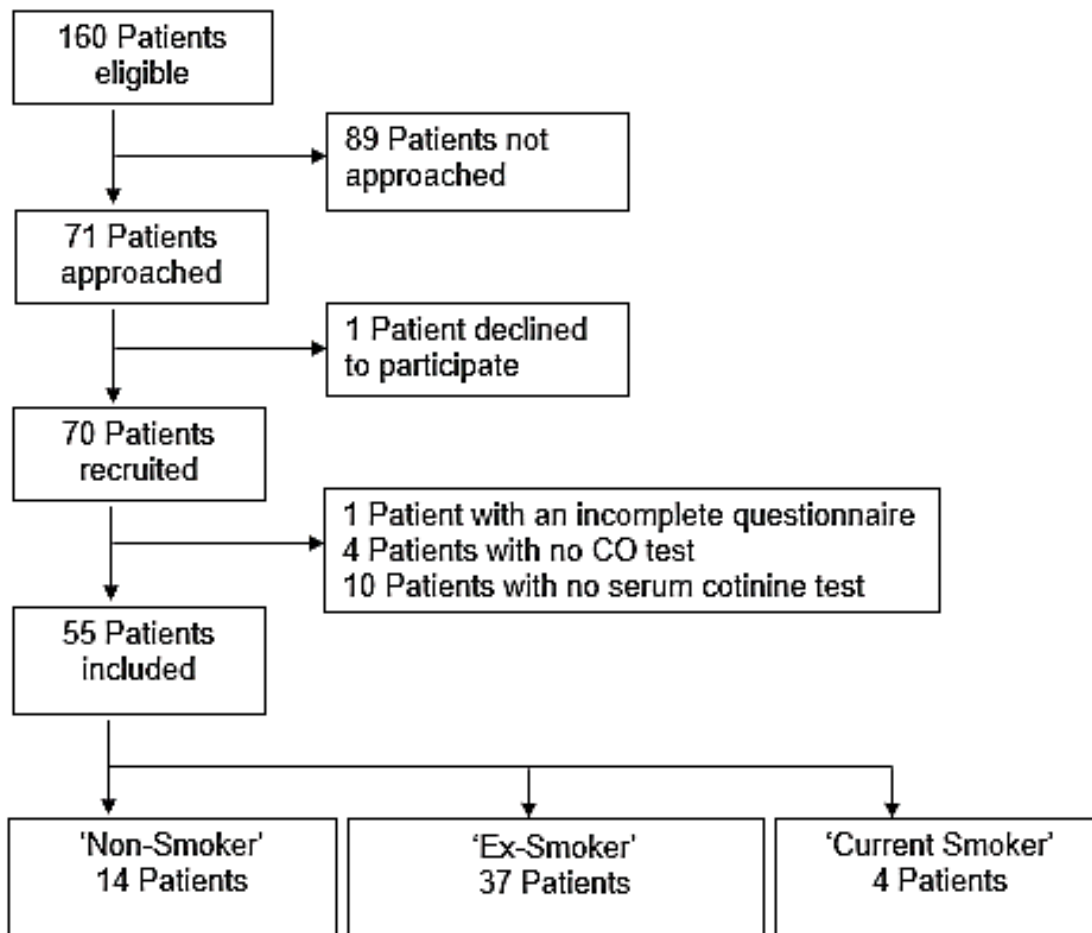 160 Patients
eligible
89 Patients not
approached
71 Patients
approached
1 Patient declined
to participate
70 Patients
recruited
1 Patient with an incomplete questionnaire
4 Patients with no CO test
10 Patients with no serum cotinine test
55 Patients
included
‘Non-Smoker’
14 Patients
‘Ex-Smoker’
37 Patients
‘Current Smoker’
4 Patients